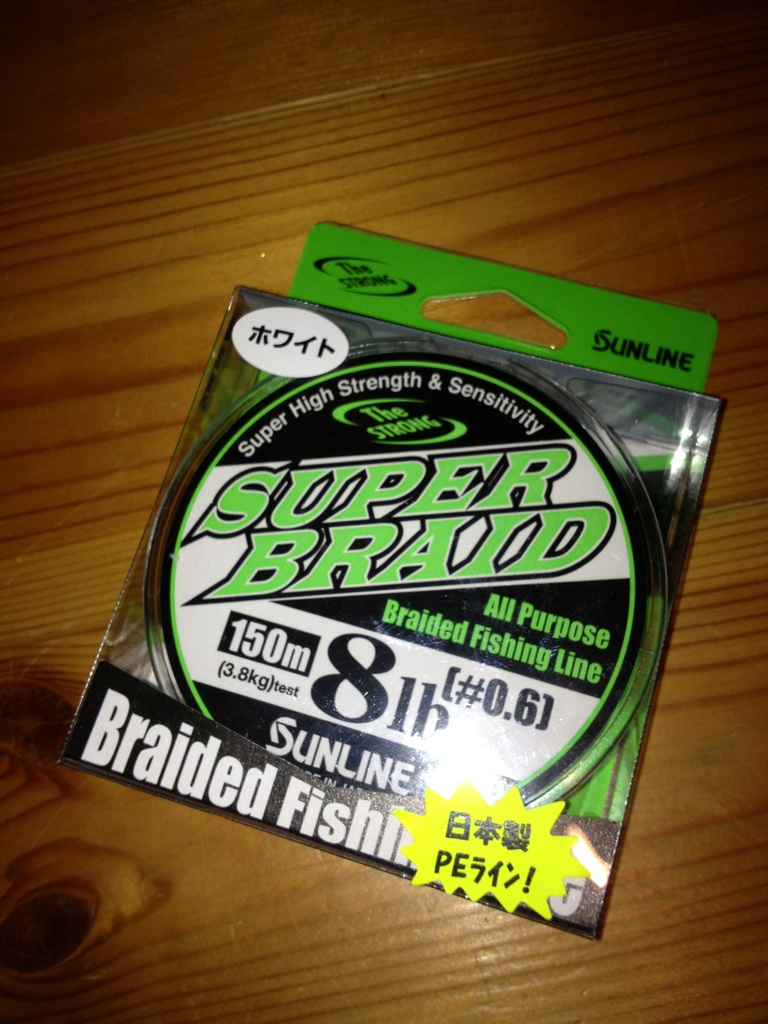 The
STRONG
SUNLINE
ホワイト
Super High Strength & Sensitivity
The
STRONG
SUPER
BRAID
All Purpose
Braided Fishing Line
150m
(3.8kg)test
8lb
[#0.6]
SUNLINE
Braided
日本製
PEライン!